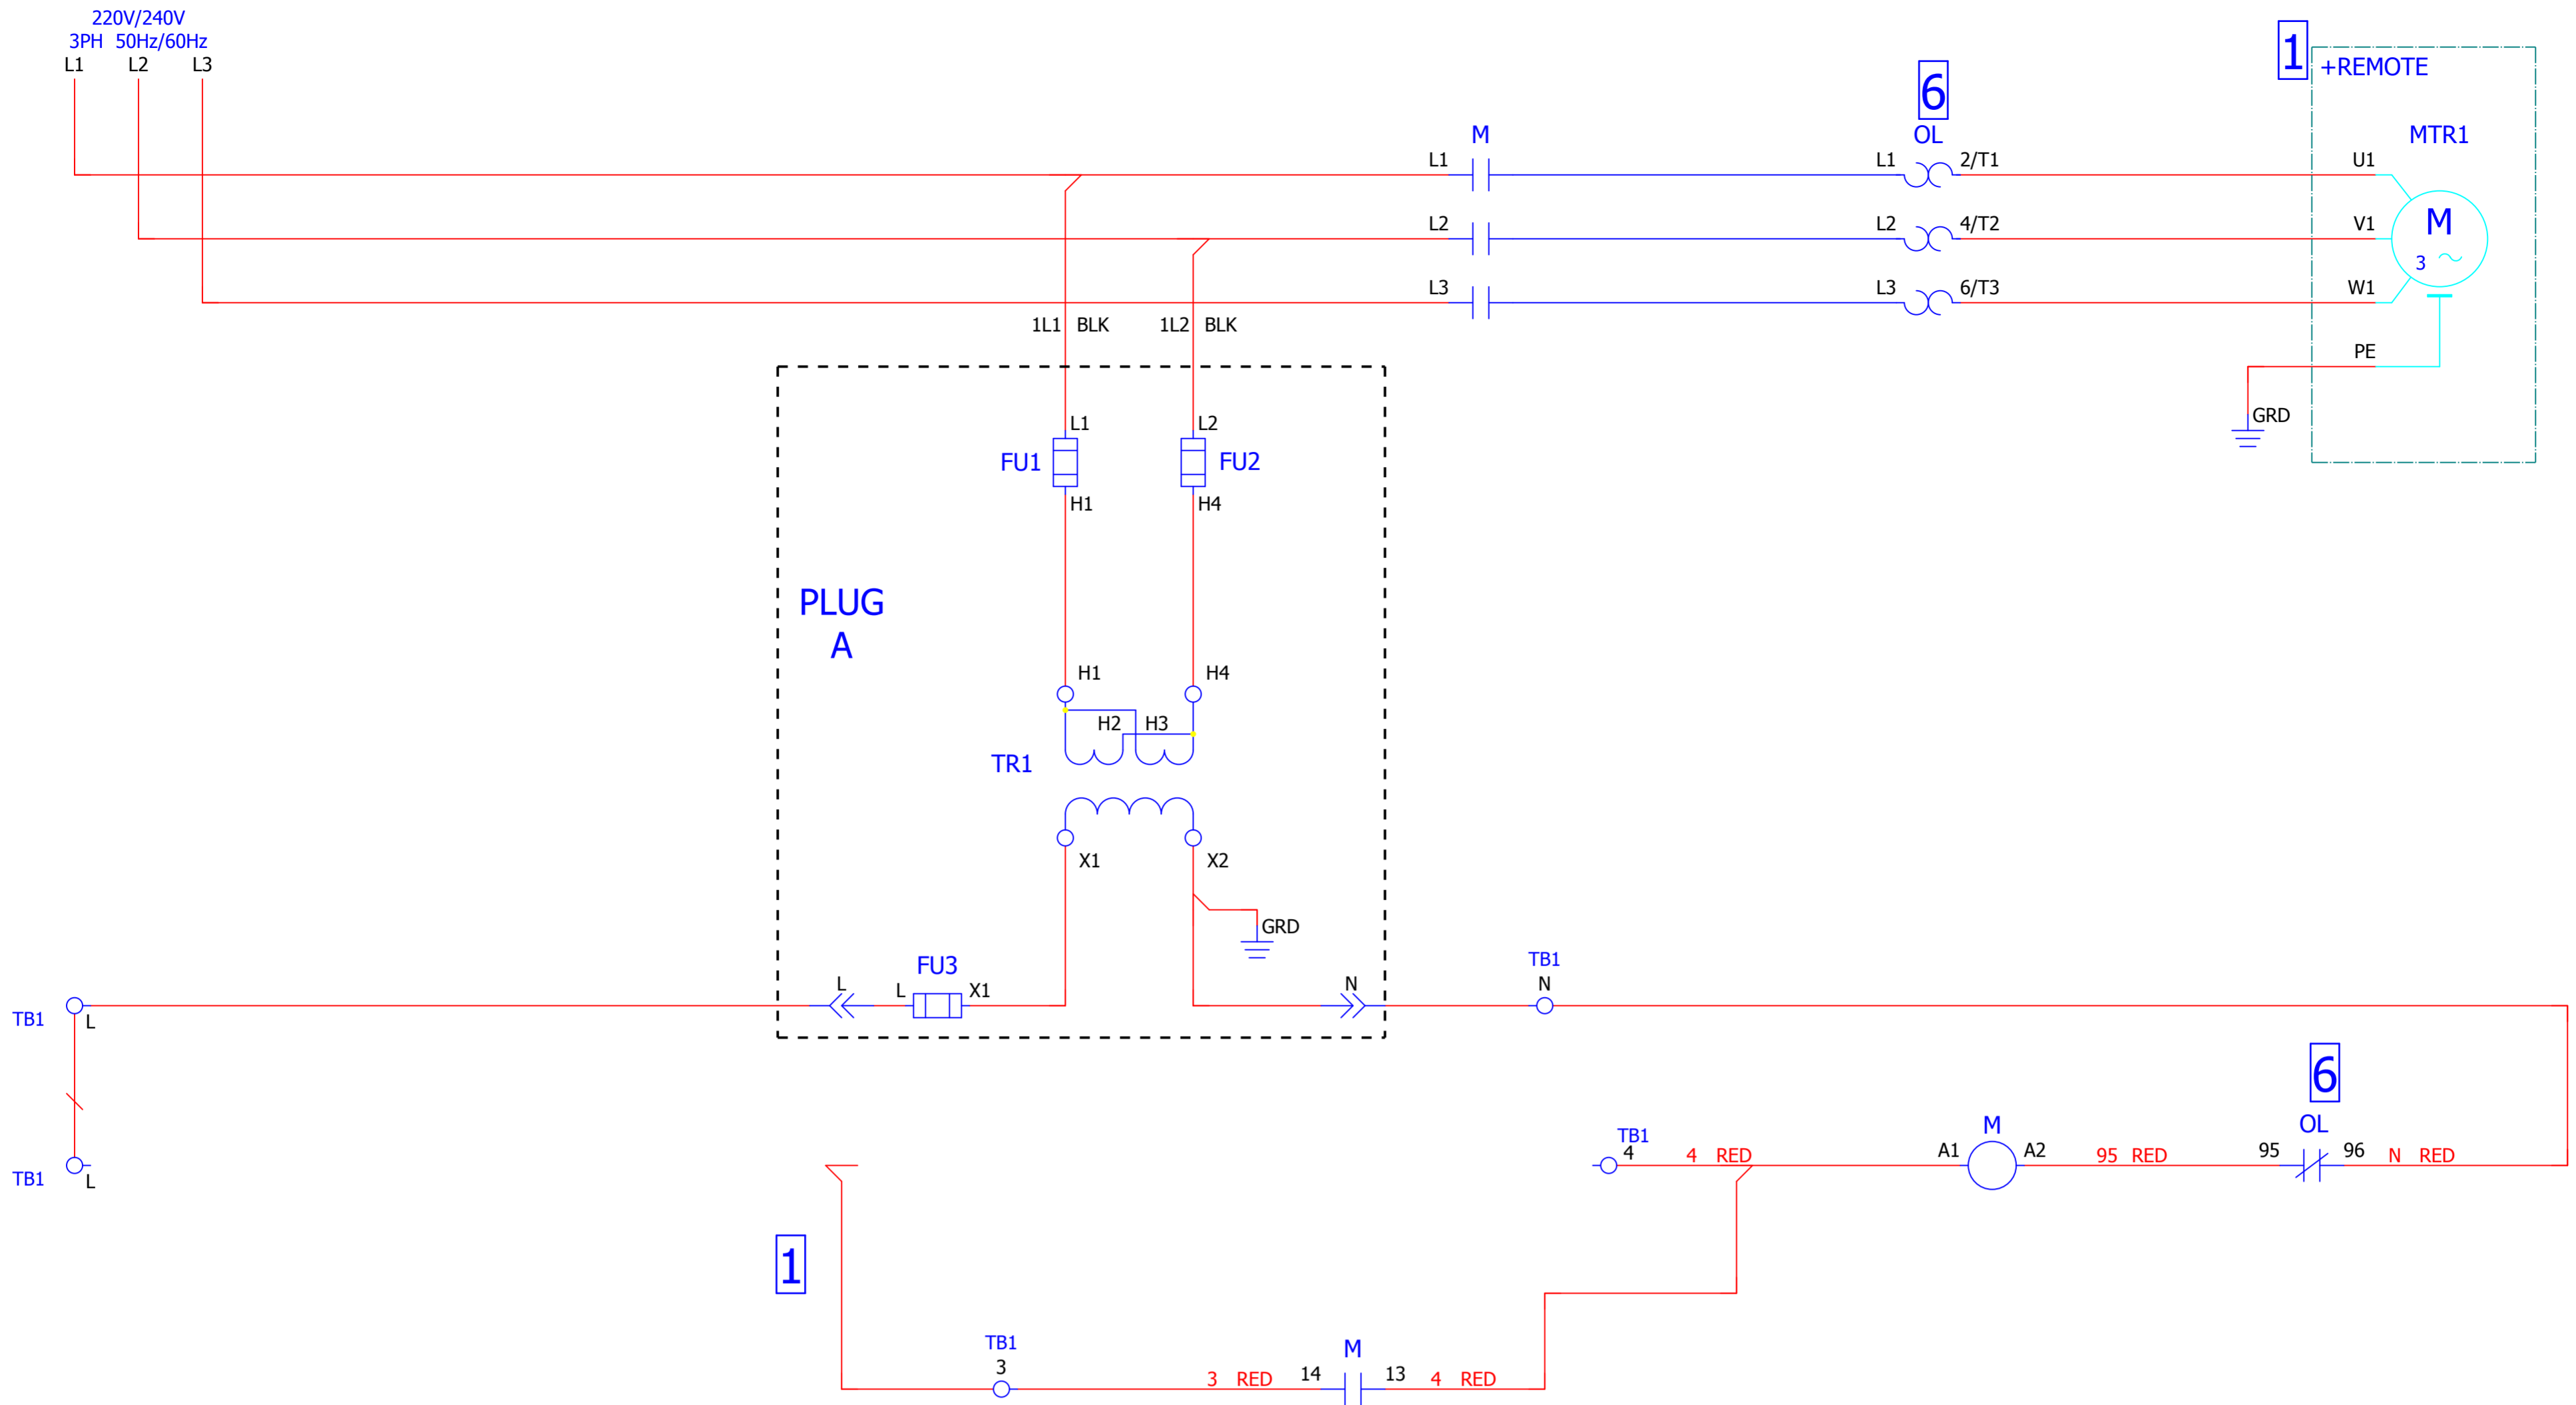 220V/240V
3PH 50Hz/60Hz
L1 L2 L3
1
+REMOTE
6
M OL MTR1
L1 L1 2/T1 U1
L2 L2 4/T2 V1
M
3
L3 L3 6/T3 W1
1L1 BLK 1L2 BLK
PE
GRD
L1 L2
FU1 FU2
H1 H4
PLUG
A
H1 H4
H2 H3
TR1
X1 X2
GRD
FU3
TB1
L L X1 N N
TB1 L
6
OL
M
TB1
4 4 RED A1 A2 95 RED 95 96 N RED
TB1 L
1
TB1 M
3 3 RED 14 13 4 RED